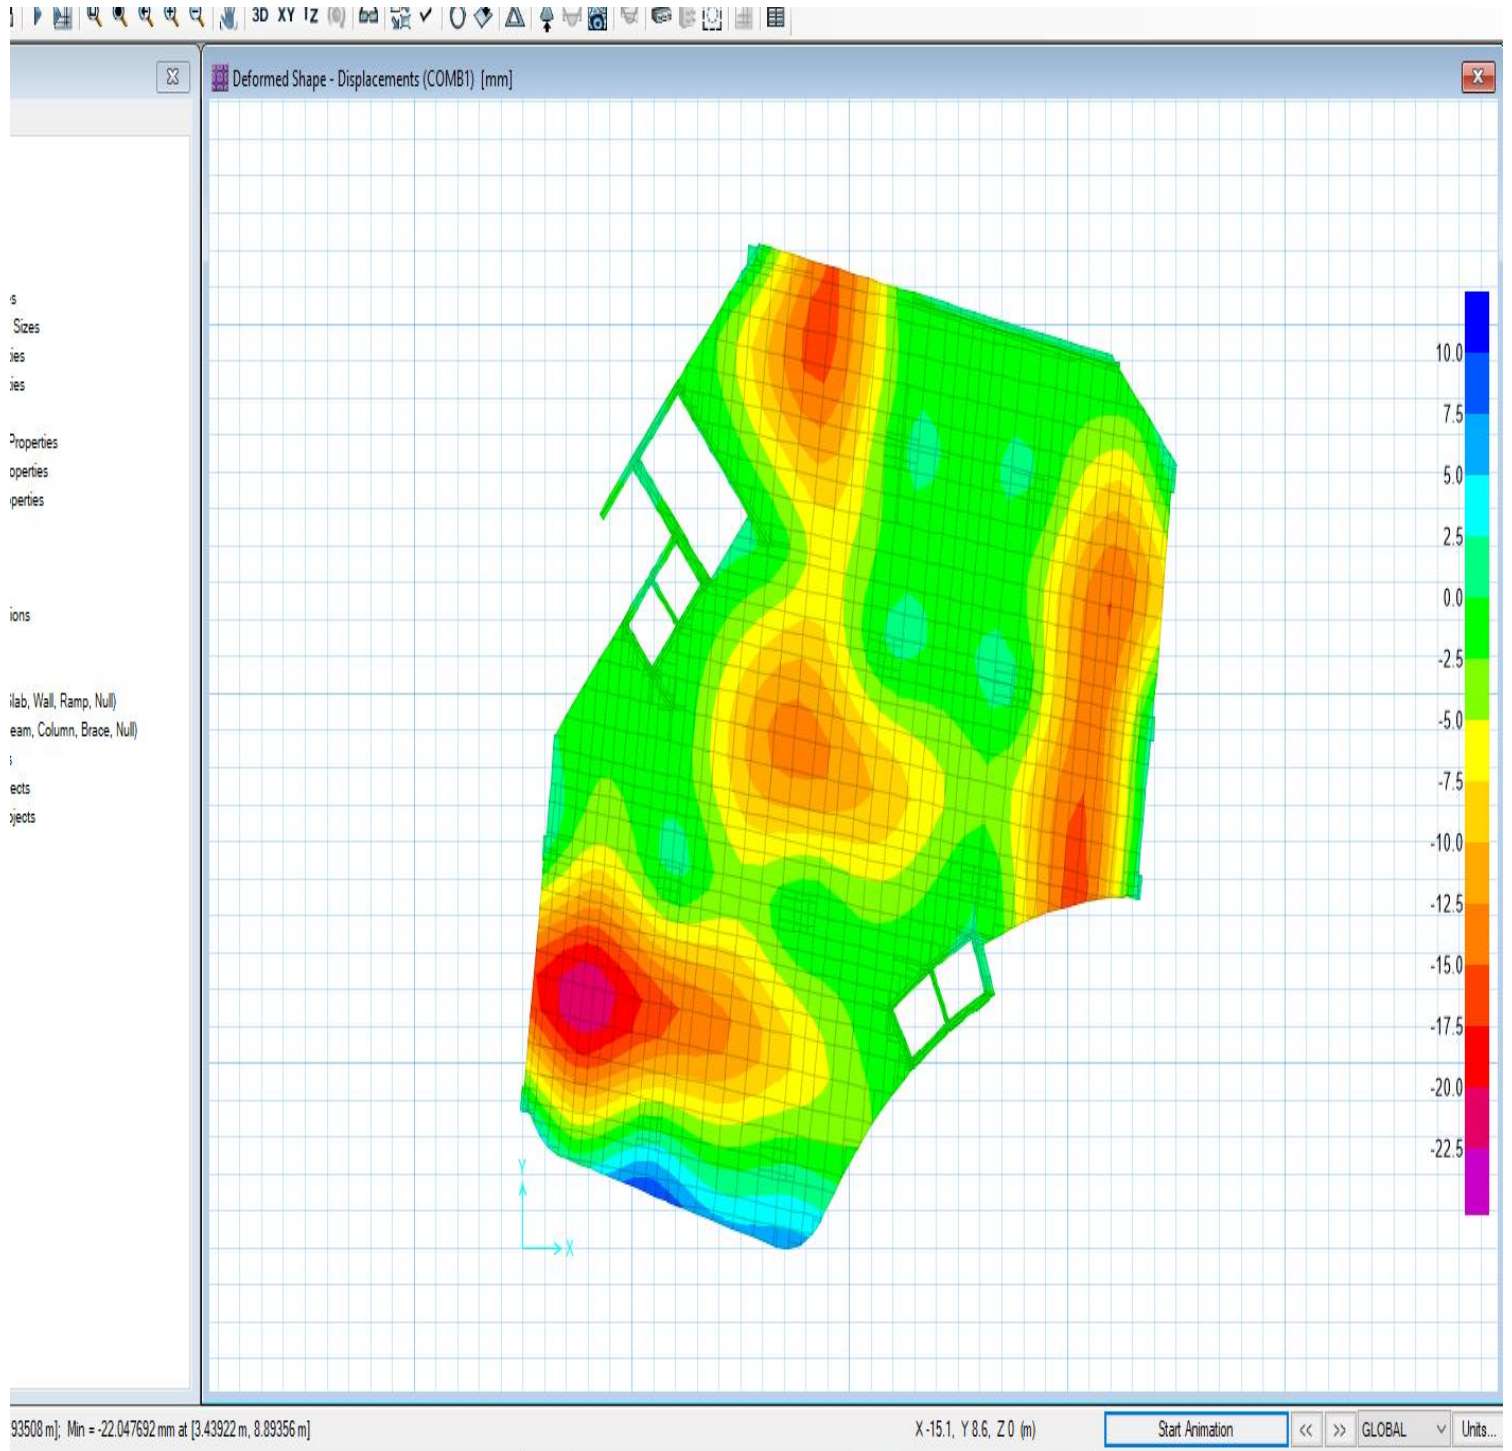 3D XY
Deformed Shape - Displacements (COMB1) [mm]
Sizes
Properties
ions
Slab, Wall, Ramp, Null)
eam, Column, Brace, Null)
ects
10.0
7.5
5.0
2.5
0.0
-2.5
-5.0
-7.5
-10.0
-12.5
-15.0
-17.5
-20.0
-22.5
Y
X
93508 m]; Min = -22.047692 mm at [3.43922 m, 8.89356 m]
X -15.1, Y 8.6, Z 0 (m)
Start Animation
<< >>
GLOBAL
Units...